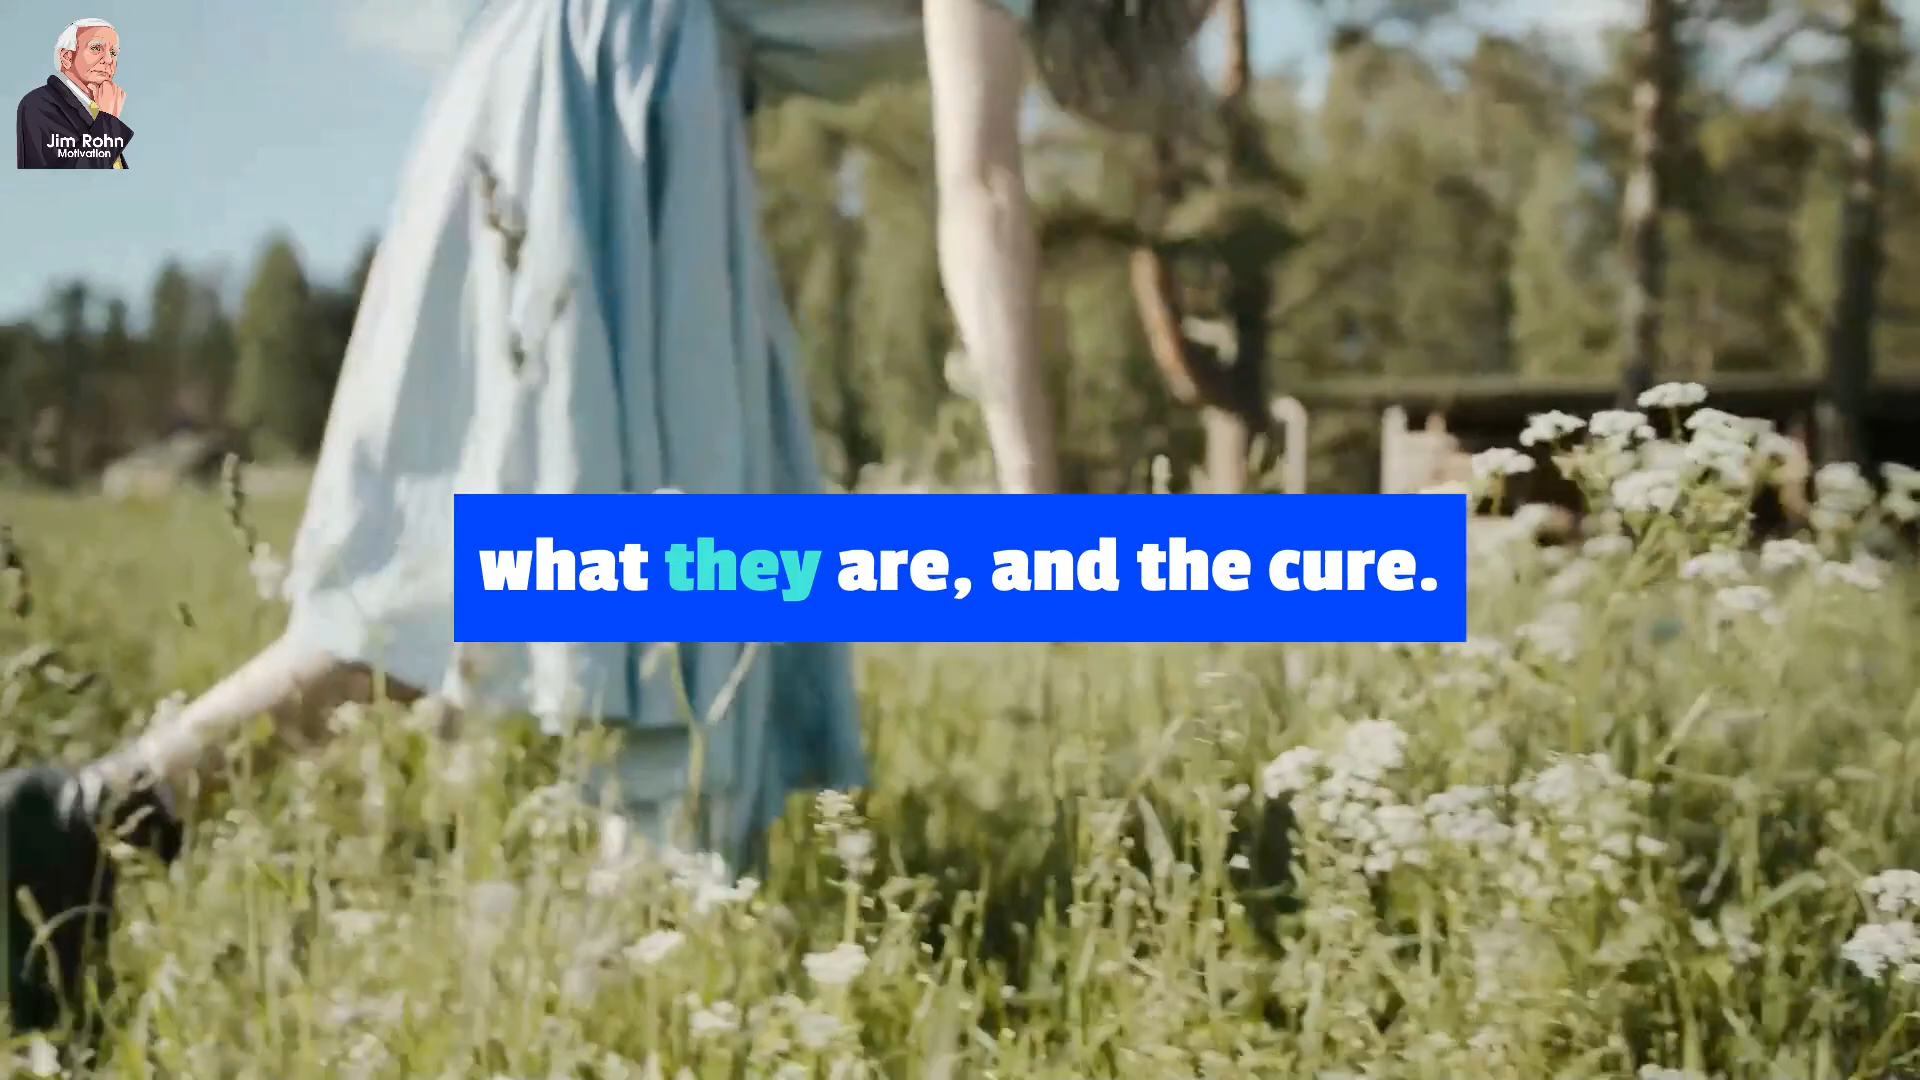 Jim Rohn
Motivation
what they are, and the cure.